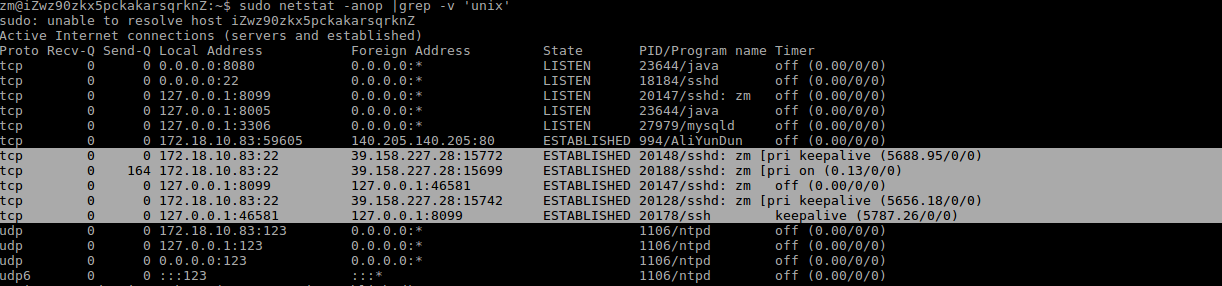 zm@iZwz90zkx5pckakarsqrknZ:~$ sudo netstat -anop |grep -v 'unix'
sudo: unable to resolve host iZwz90zkx5pckakarsqrknZ
Active Internet connections (servers and established)
Proto Recv-Q Send-Q Local Address           Foreign Address         State       PID/Program name Timer
tcp        0      0 0.0.0.0:8080            0.0.0.0:*               LISTEN      23644/java       off (0.00/0/0)
tcp        0      0 0.0.0.0:22              0.0.0.0:*               LISTEN      18184/sshd       off (0.00/0/0)
tcp        0      0 127.0.0.1:8099          0.0.0.0:*               LISTEN      20147/sshd: zm   off (0.00/0/0)
tcp        0      0 127.0.0.1:8005          0.0.0.0:*               LISTEN      23644/java       off (0.00/0/0)
tcp        0      0 127.0.0.1:3306          0.0.0.0:*               LISTEN      27979/mysqld     off (0.00/0/0)
tcp        0      0 172.18.10.83:59605      140.205.140.205:80      ESTABLISHED 994/AliYunDun    off (0.00/0/0)
tcp        0      0 172.18.10.83:22         39.158.227.28:15772     ESTABLISHED 20148/sshd: zm [pri keepalive (5688.95/0/0)
tcp        0    164 172.18.10.83:22         39.158.227.28:15699     ESTABLISHED 20188/sshd: zm [pri on (0.13/0/0)
tcp        0      0 127.0.0.1:8099          127.0.0.1:46581         ESTABLISHED 20147/sshd: zm   off (0.00/0/0)
tcp        0      0 172.18.10.83:22         39.158.227.28:15742     ESTABLISHED 20128/sshd: zm [pri keepalive (5656.18/0/0)
tcp        0      0 127.0.0.1:46581         127.0.0.1:8099          ESTABLISHED 20178/ssh        keepalive (5787.26/0/0)
udp        0      0 172.18.10.83:123        0.0.0.0:*                           1106/ntpd        off (0.00/0/0)
udp        0      0 127.0.0.1:123           0.0.0.0:*                           1106/ntpd        off (0.00/0/0)
udp        0      0 0.0.0.0:123             0.0.0.0:*                           1106/ntpd        off (0.00/0/0)
udp6       0      0 :::123                  :::*                                1106/ntpd        off (0.00/0/0)